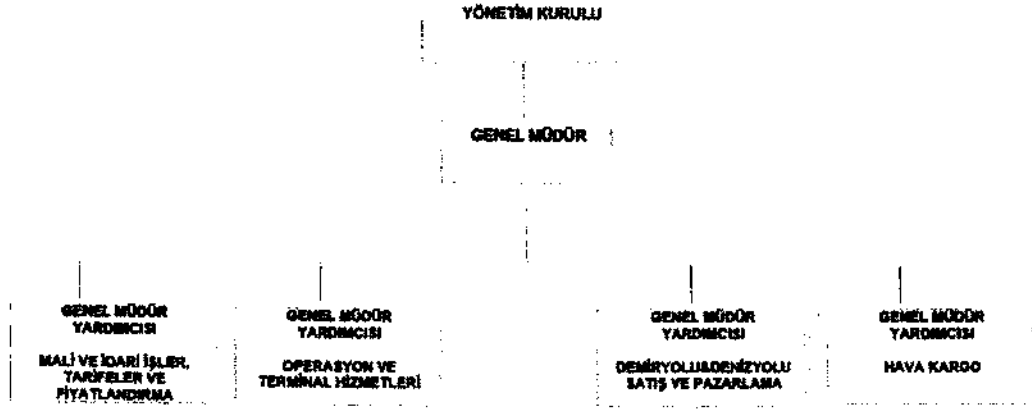 YÖNETİM KURULU
GENEL MÜDÜR
GENEL MÜDÜR
YARDIMCISI
MALİ VE İDARİ İŞLER,
TARİFELER VE
FİYATLANDIRMA
GENEL MÜDÜR
YARDIMCISI
OPERASYON VE
TERMINAL HİZMETLERİ
GENEL MÜDÜR
YARDIMCISI
DEMİRYOLU&DENİZYOLU
SATIŞ VE PAZARLAMA
GENEL MÜDÜR
YARDIMCISI
HAVA KARGO